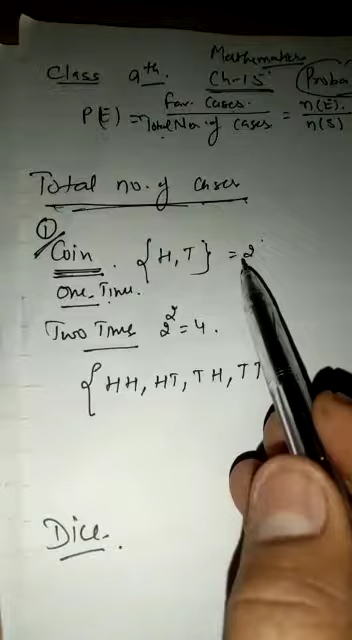 Mathematics
Class 9th. Ch-15 Proba
P(E) = Fav. Cases / Total No. of cases = n(E). / n(S)
Total no. of cases
①
Coin. {H, T} = 2
One Time.
Two Time 2² = 4.
{ HH, HT, TH, TT
Dice.